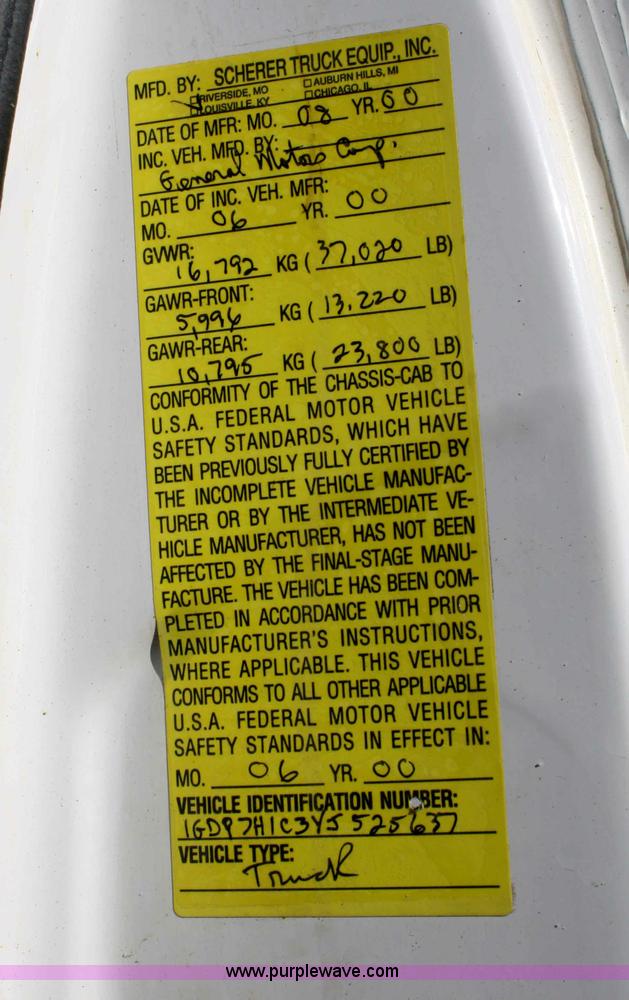 MFD. BY: SCHERER TRUCK EQUIP., INC.
□ RIVERSIDE, MO □ AUBURN HILLS, MI
□ LOUISVILLE, KY □ CHICAGO, IL
DATE OF MFR: MO. 08 YR. 00
INC. VEH. MFD. BY:
General Motors Corp.
DATE OF INC. VEH. MFR:
MO. 06 YR. 00
GVWR:
16,792 KG (37,020 LB)
GAWR-FRONT:
5,996 KG (13,220 LB)
GAWR-REAR:
10,795 KG (23,800 LB)
CONFORMITY OF THE CHASSIS-CAB TO
U.S.A. FEDERAL MOTOR VEHICLE
SAFETY STANDARDS, WHICH HAVE
BEEN PREVIOUSLY FULLY CERTIFIED BY
THE INCOMPLETE VEHICLE MANUFAC-
TURER OR BY THE INTERMEDIATE VE-
HICLE MANUFACTURER, HAS NOT BEEN
AFFECTED BY THE FINAL-STAGE MANU-
FACTURE. THE VEHICLE HAS BEEN COM-
PLETED IN ACCORDANCE WITH PRIOR
MANUFACTURER'S INSTRUCTIONS,
WHERE APPLICABLE. THIS VEHICLE
CONFORMS TO ALL OTHER APPLICABLE
U.S.A. FEDERAL MOTOR VEHICLE
SAFETY STANDARDS IN EFFECT IN:
MO. 06 YR. 00
VEHICLE IDENTIFICATION NUMBER:
1GDP7H1C3YJ525637
VEHICLE TYPE:
Truck
www.purplewave.com